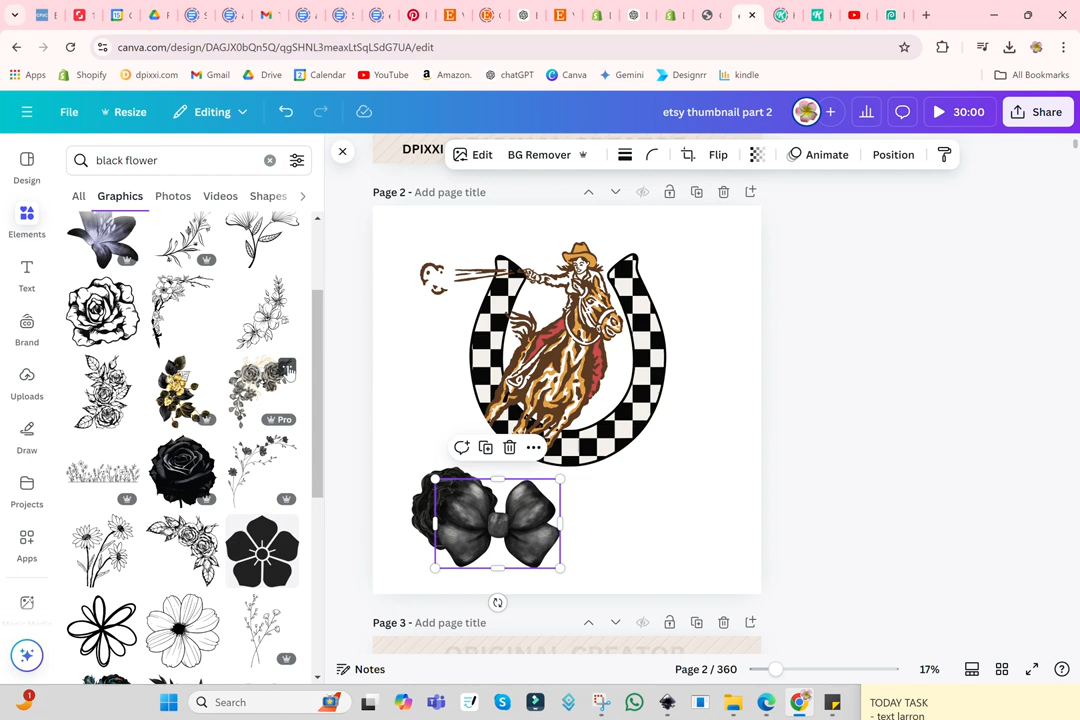 canva.com/design/DAGJX0bQn5Q/qgSHNL3meaxLtSqLSdG7UA/edit
Apps Shopify dpixxi.com Gmail Drive Calendar YouTube Amazon. chatGPT Canva Gemini Designrr kindle All Bookmarks
File Resize Editing etsy thumbnail part 2 30:00 Share
black flower
DPIXXI
Edit BG Remover Flip Animate Position
Design
All Graphics Photos Videos Shapes
Page 2 - Add page title
Elements
Text
Brand
Uploads
Pro
Draw
Projects
Apps
Page 3 - Add page title
ORIGINAL CREATOR
Notes Page 2 / 360 17%
1
Search
TODAY TASK
- text larron